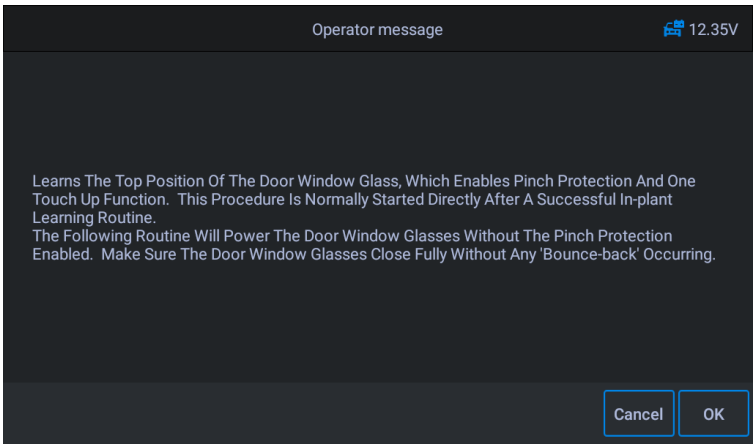 Operator message
12.35V
Learns The Top Position Of The Door Window Glass, Which Enables Pinch Protection And One
Touch Up Function.  This Procedure Is Normally Started Directly After A Successful In-plant
Learning Routine.
The Following Routine Will Power The Door Window Glasses Without The Pinch Protection
Enabled.  Make Sure The Door Window Glasses Close Fully Without Any 'Bounce-back' Occurring.
Cancel
OK